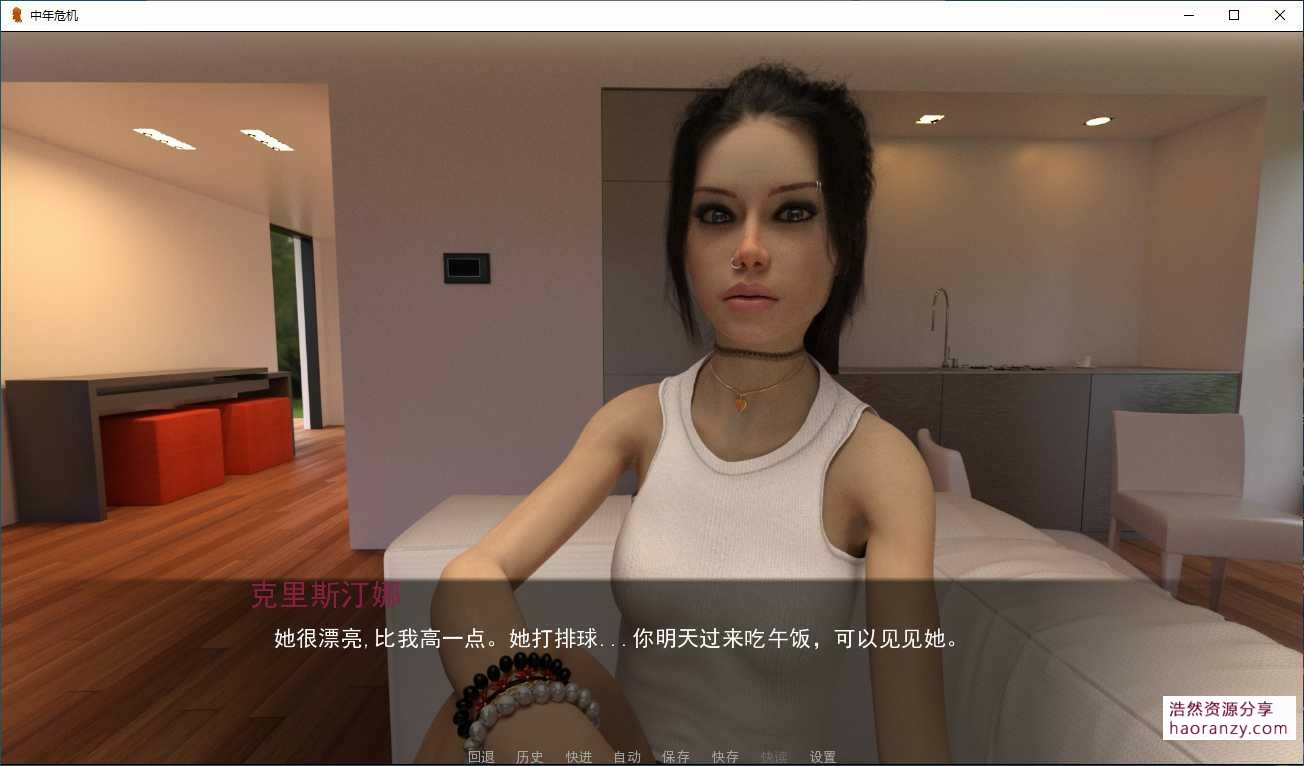 中年危机
克里斯汀娜
她很漂亮,比我高一点。她打排球...你明天过来吃午饭，可以见见她。
浩然资源分享
haoranzy.com
回退 历史 快进 自动 保存 快存 快读 设置